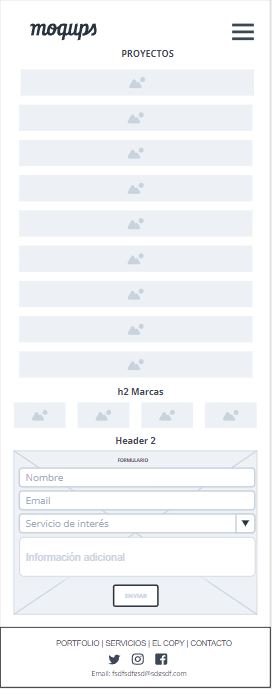 moqups
PROYECTOS
h2 Marcas
Header 2
FORMULARIO
Nombre
Email
Servicio de interés
Información adicional
ENVIAR
PORTFOLIO | SERVICIOS | EL COPY | CONTACTO
Email: fsdfsdfesd@sdgsdf.com